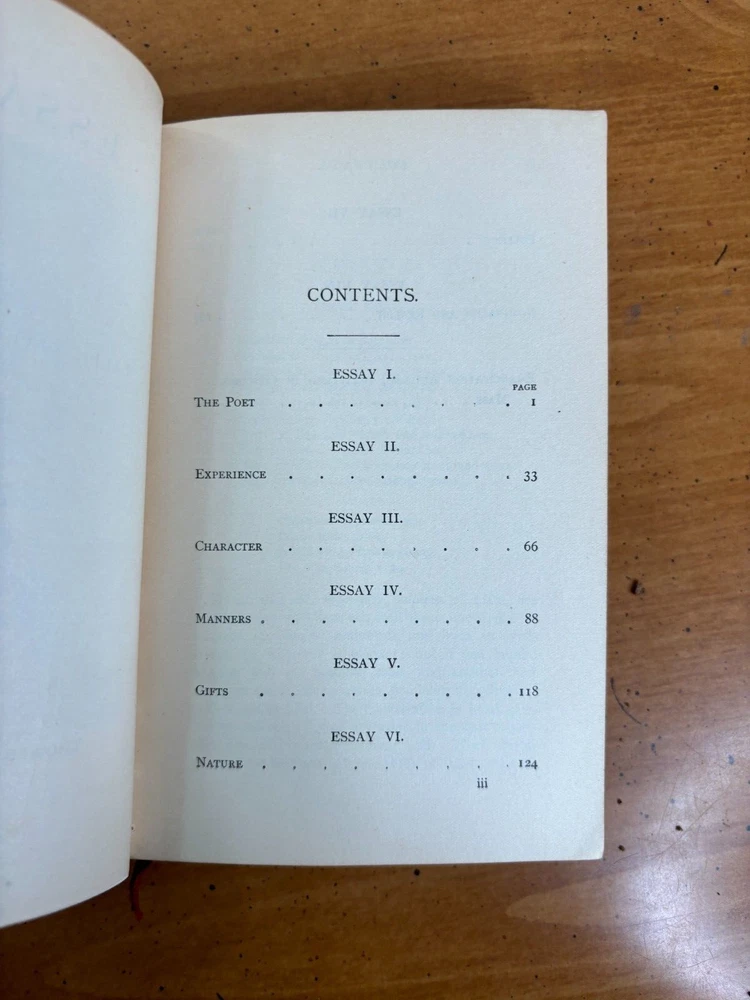 CONTENTS.
ESSAY I.
PAGE
THE POET . . . . . . . . 1
ESSAY II.
EXPERIENCE . . . . . . . . 33
ESSAY III.
CHARACTER . . . . . . . . 66
ESSAY IV.
MANNERS . . . . . . . . . 88
ESSAY V.
GIFTS . . . . . . . . . 118
ESSAY VI.
NATURE . . . . . . . . . 124
iii